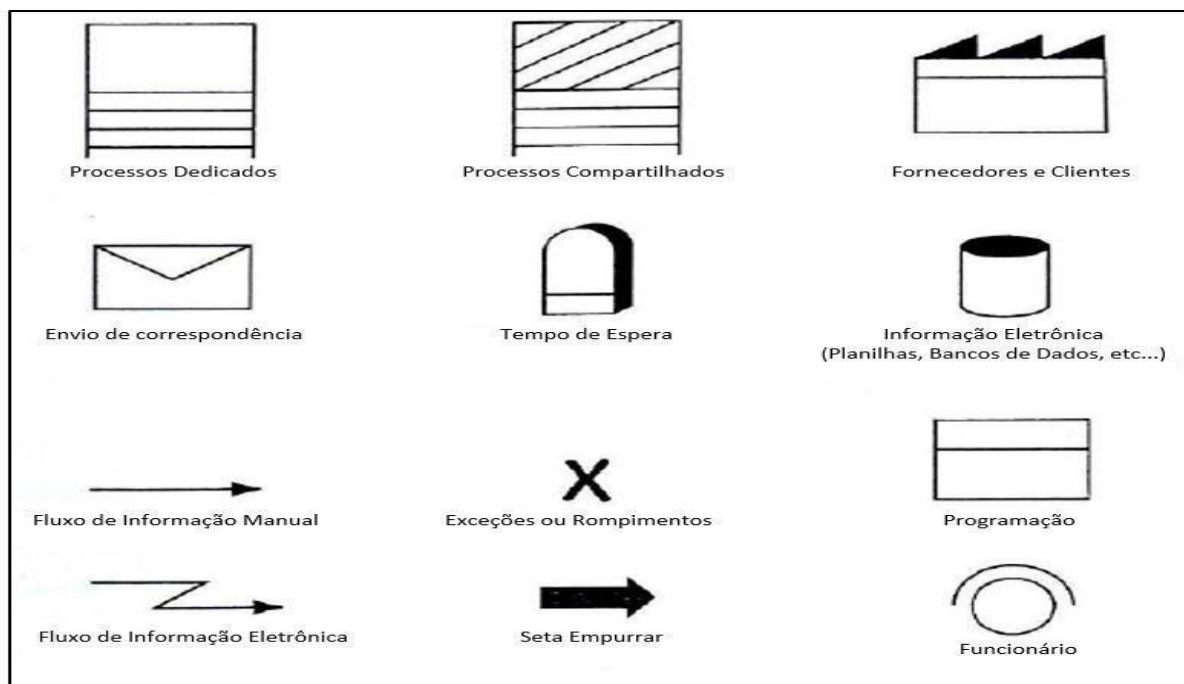 Processos Dedicados
Processos Compartilhados
Fornecedores e Clientes
Envio de correspondência
Tempo de Espera
Informação Eletrônica
(Planilhas, Bancos de Dados, etc...)
Fluxo de Informação Manual
X
Exceções ou Rompimentos
Programação
Fluxo de Informação Eletrônica
Seta Empurrar
Funcionário